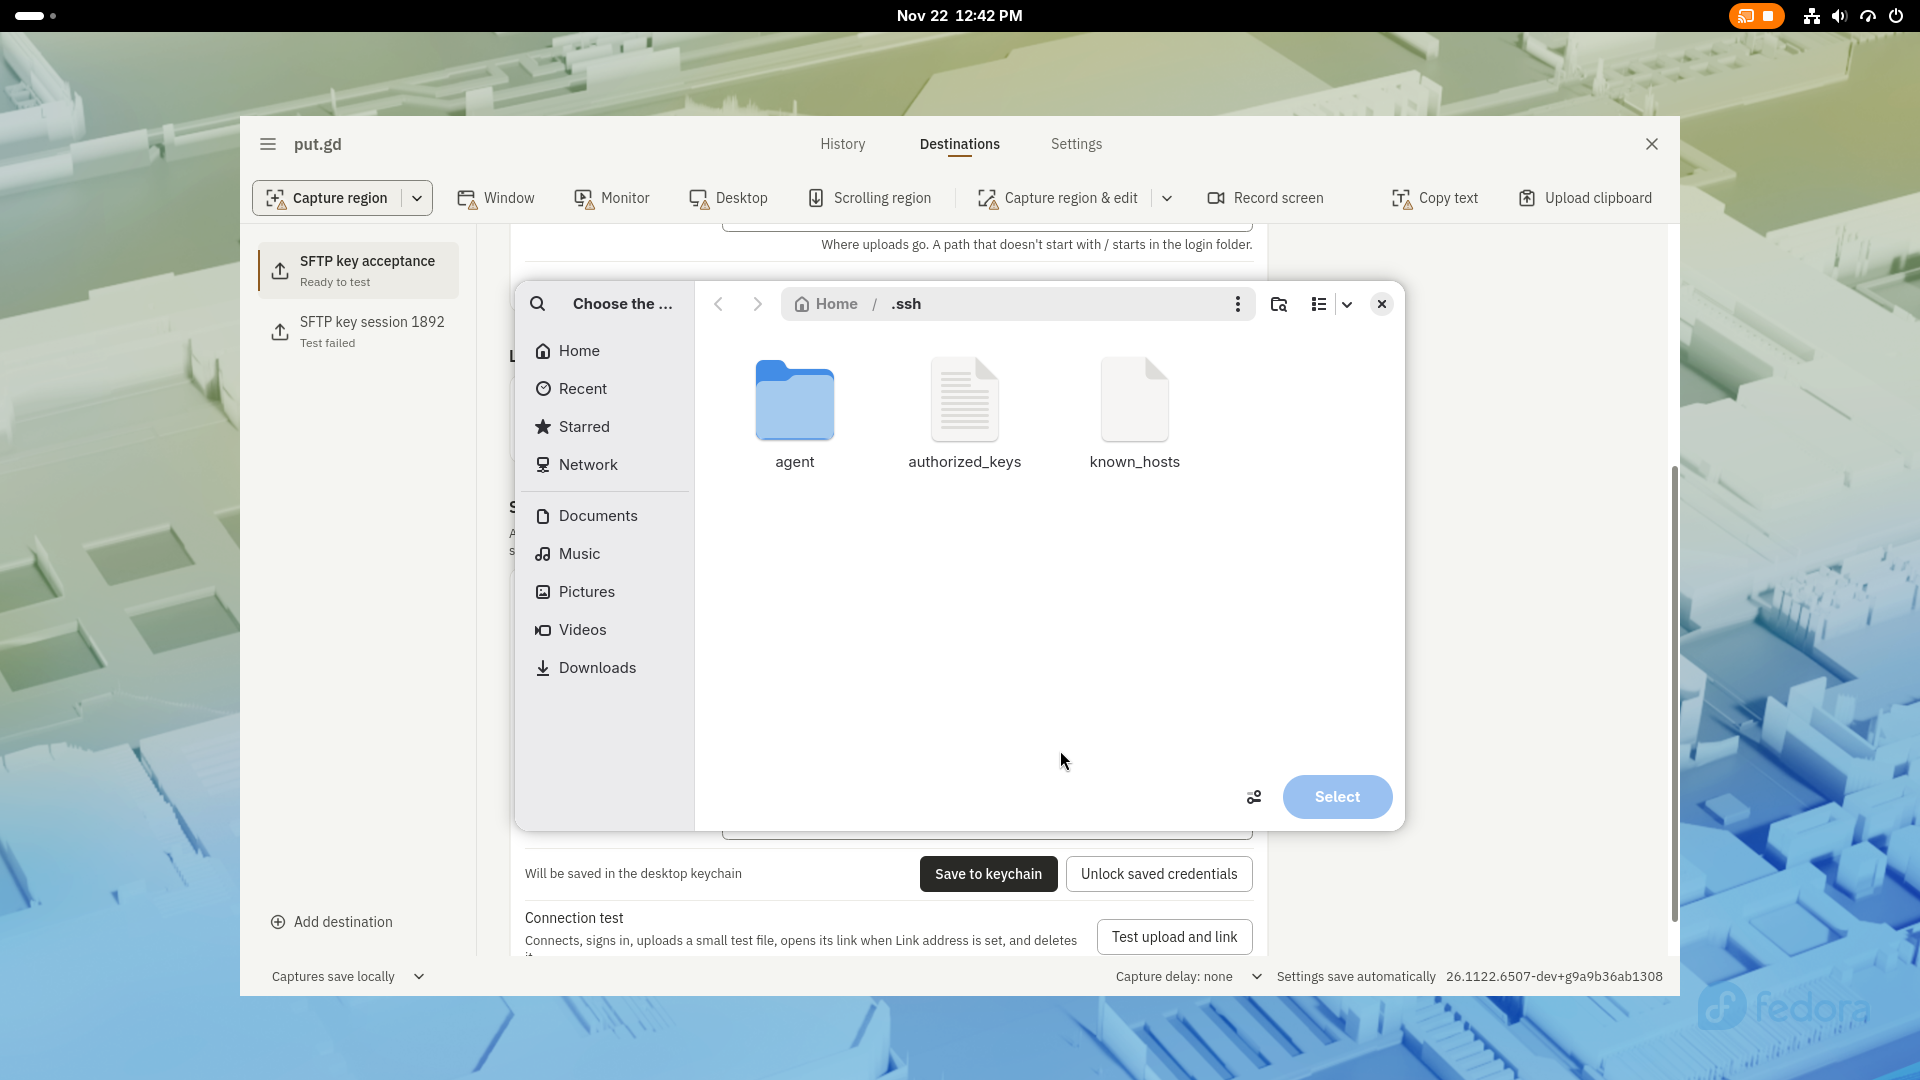 Nov 22 12:42 PM
put.gd
History
Destinations
Settings
Capture region
Window
Monitor
Desktop
Scrolling region
Capture region & edit
Record screen
Copy text
Upload clipboard
SFTP key acceptance
Ready to test
SFTP key session 1892
Test failed
Add destination
Where uploads go. A path that doesn't start with / starts in the login folder.
Choose the ...
Home / .ssh
Home
Recent
Starred
Network
Documents
Music
Pictures
Videos
Downloads
agent
authorized_keys
known_hosts
Select
Will be saved in the desktop keychain
Save to keychain
Unlock saved credentials
Connection test
Connects, signs in, uploads a small test file, opens its link when Link address is set, and deletes
Test upload and link
Captures save locally
Capture delay: none
Settings save automatically
26.1122.6507-dev+g9a9b36ab1308
fedora